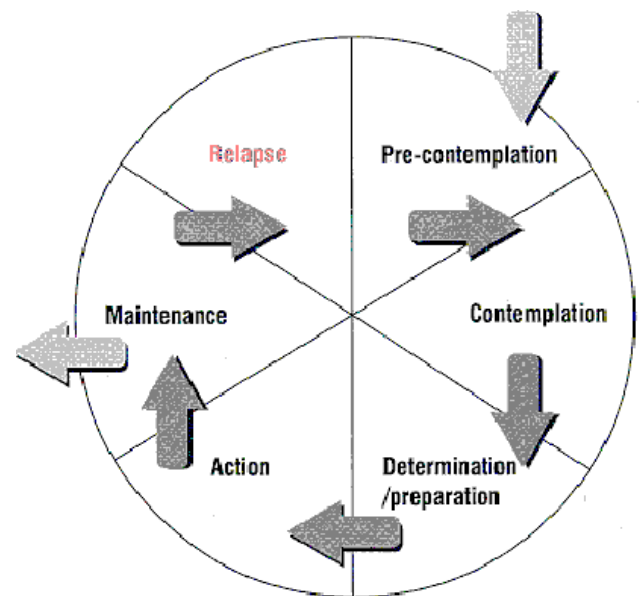 Relapse
Pre-contemplation
Maintenance
Contemplation
Action
Determination
/preparation